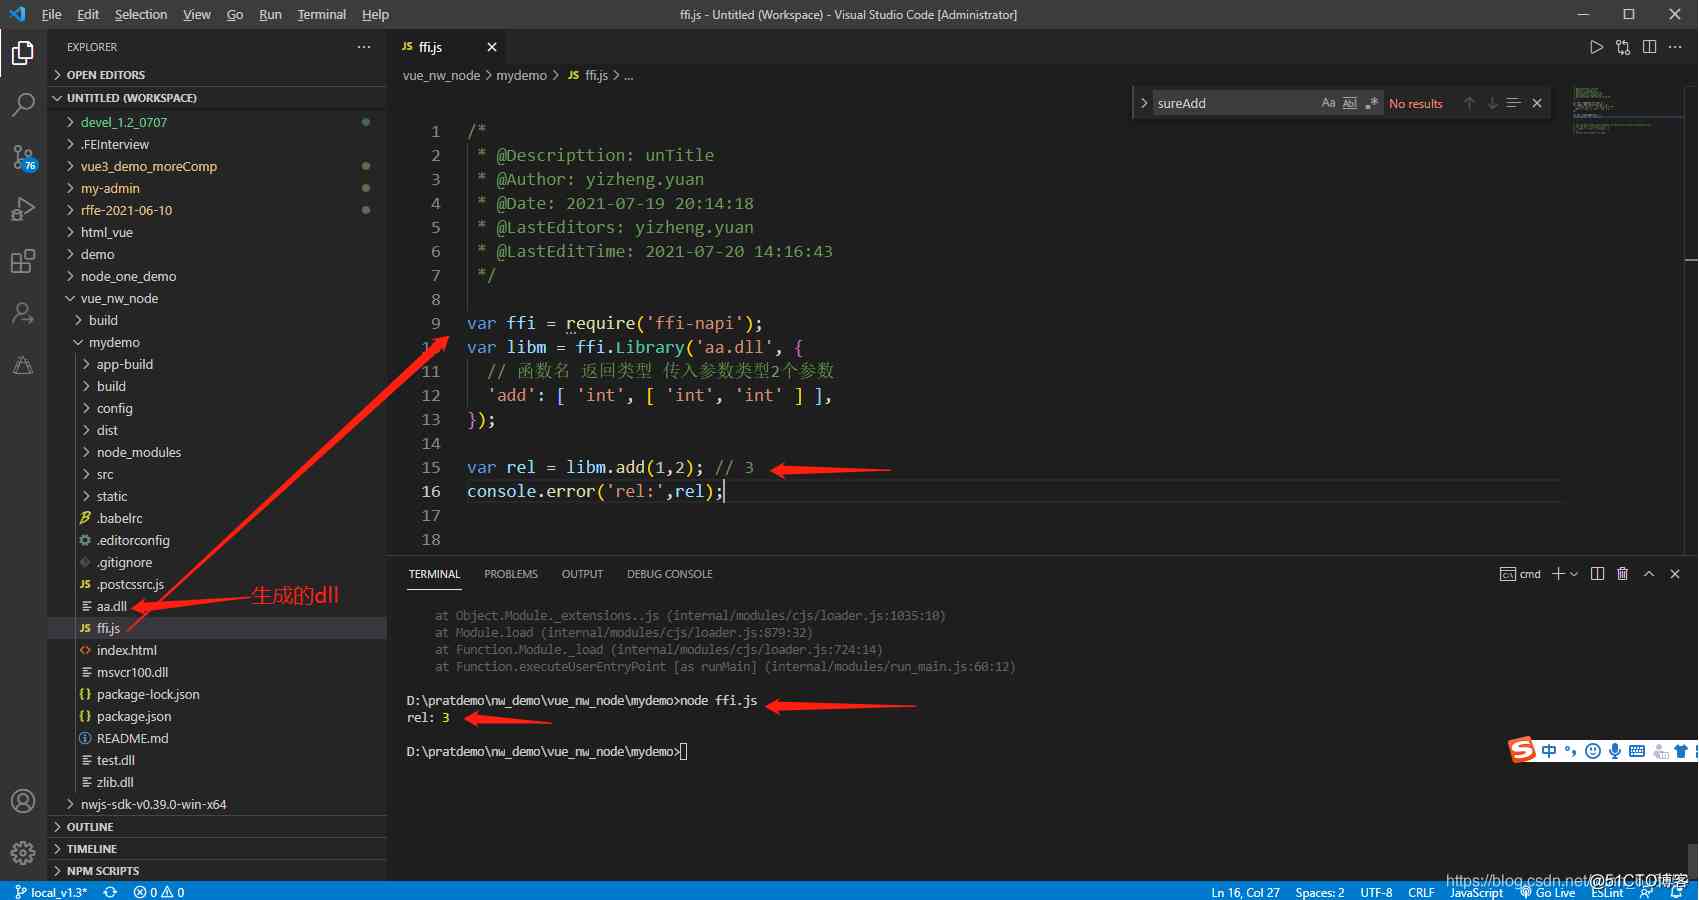 File Edit Selection View Go Run Terminal Help
ffi.js - Untitled (Workspace) - Visual Studio Code [Administrator]
EXPLORER
OPEN EDITORS
UNTITLED (WORKSPACE)
devel_1.2_0707
.FEInterview
vue3_demo_moreComp
my-admin
rffe-2021-06-10
html_vue
demo
node_one_demo
vue_nw_node
build
mydemo
app-build
build
config
dist
node_modules
src
static
.babelrc
.editorconfig
.gitignore
JS .postcssrc.js
aa.dll
生成的dll
JS ffi.js
index.html
msvcr100.dll
package-lock.json
package.json
README.md
test.dll
zlib.dll
nwjs-sdk-v0.39.0-win-x64
OUTLINE
TIMELINE
NPM SCRIPTS
76
JS ffi.js
vue_nw_node > mydemo > JS ffi.js > ...
sureAdd Aa Abl .* No results
1 /*
2 * @Descripttion: unTitle
3 * @Author: yizheng.yuan
4 * @Date: 2021-07-19 20:14:18
5 * @LastEditors: yizheng.yuan
6 * @LastEditTime: 2021-07-20 14:16:43
7 */
8
9 var ffi = require('ffi-napi');
10 var libm = ffi.Library('aa.dll', {
11 // 函数名 返回类型 传入参数类型2个参数
12 'add': [ 'int', [ 'int', 'int' ] ],
13 });
14
15 var rel = libm.add(1,2); // 3
16 console.error('rel:',rel);
17
18
TERMINAL PROBLEMS OUTPUT DEBUG CONSOLE
cmd
at Object.Module._extensions..js (internal/modules/cjs/loader.js:1035:10)
at Module.load (internal/modules/cjs/loader.js:879:32)
at Function.Module._load (internal/modules/cjs/loader.js:724:14)
at Function.executeUserEntryPoint [as runMain] (internal/modules/run_main.js:60:12)
D:\pratdemo\nw_demo\vue_nw_node\mydemo>node ffi.js
rel: 3
D:\pratdemo\nw_demo\vue_nw_node\mydemo>
S 中
https://blog.csdn.net/
@51CTO博客
local_v1.3* 0 0
Ln 16, Col 27 Spaces: 2 UTF-8 CRLF JavaScript Go Live ESLint